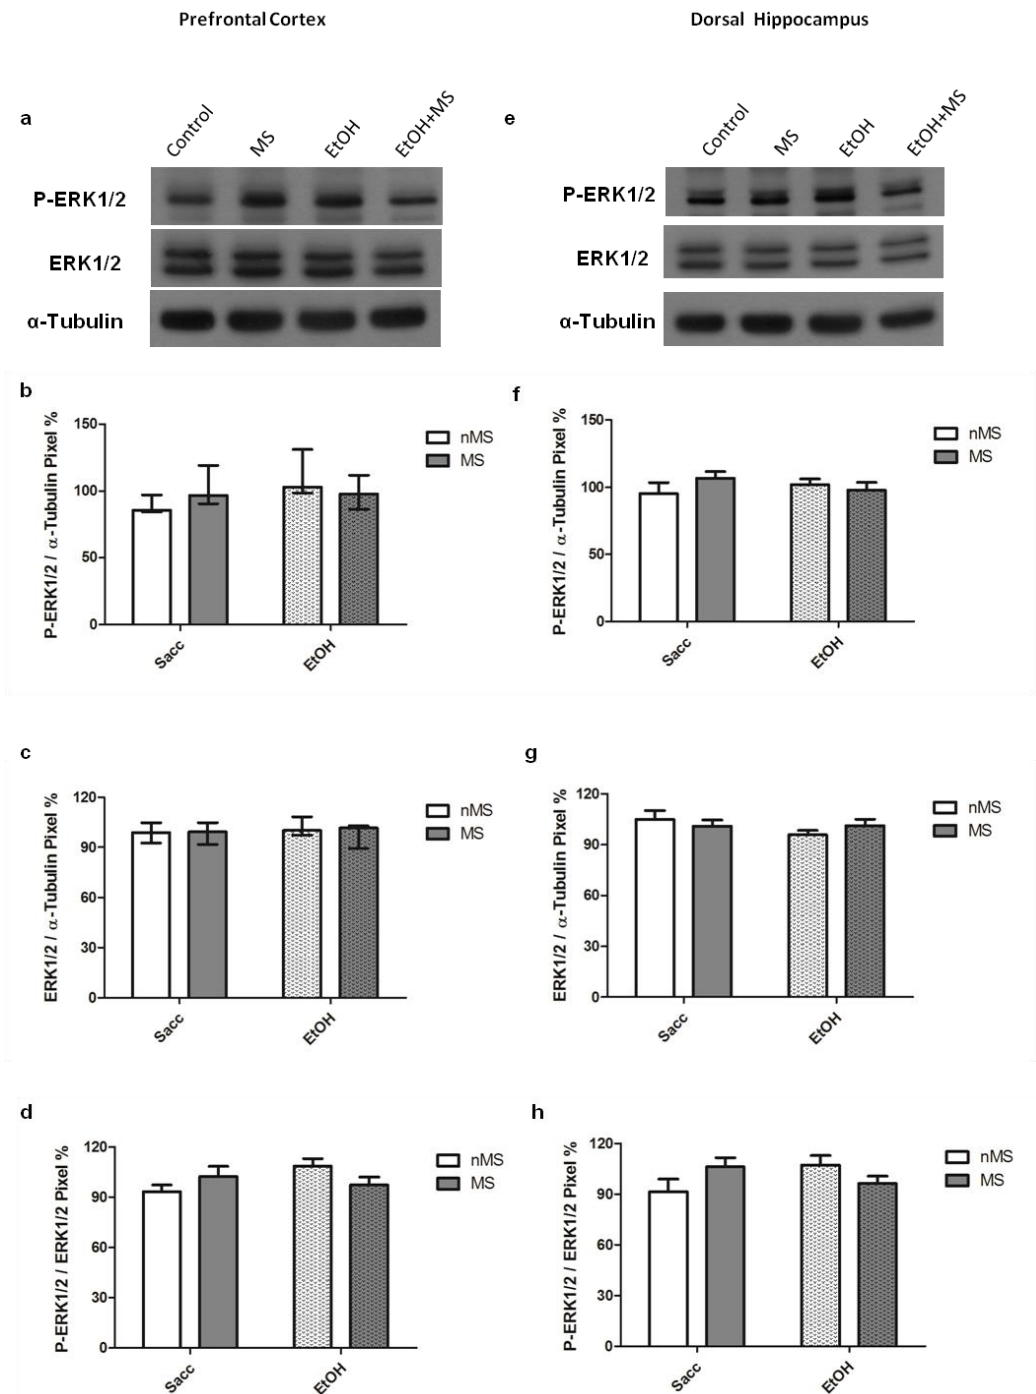 Prefrontal Cortex
Dorsal Hippocampus
a
Control
MS
EtOH
EtOH+MS
P-ERK1/2
ERK1/2
α-Tubulin
e
Control
MS
EtOH
EtOH+MS
P-ERK1/2
ERK1/2
α-Tubulin
b
P-ERK1/2 / α-Tubulin Pixel %
150
100
50
0
Sacc
EtOH
nMS
MS
f
P-ERK1/2 / α-Tubulin Pixel %
150
100
50
0
Sacc
EtOH
nMS
MS
c
ERK1/2 / α-Tubulin Pixel %
120
90
60
30
0
Sacc
EtOH
nMS
MS
g
ERK1/2 / α-Tubulin Pixel %
120
90
60
30
0
Sacc
EtOH
nMS
MS
d
P-ERK1/2 / ERK1/2 Pixel %
120
90
60
30
0
Sacc
EtOH
nMS
MS
h
P-ERK1/2 / ERK1/2 Pixel %
120
90
60
30
0
Sacc
EtOH
nMS
MS